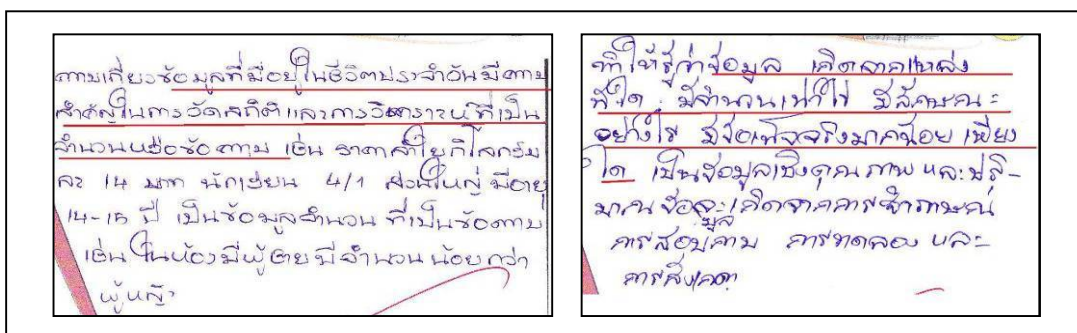 ถามเกี่ยวข้อมูลที่มีอยู่ในชีวิตประจำวันมีความ
สำคัญในการวัดสถิติและการวิเคราะห์ที่เป็น
จำนวนหรือข้อความ เช่น ราคาลำไยกิโลกรัม
ละ 14 บาท นักเรียน 4/1 ส่วนใหญ่มีอายุ
14-15 ปี เป็นข้อมูลจำนวน ที่เป็นข้อความ
เช่น ในห้องมีผู้ชายมีจำนวนน้อยกว่า
ผู้หญิง
ทำให้รู้ว่าข้อมูล เกิดจากแหล่ง
ที่ใด มีจำนวนเท่าไร มีลักษณะ
อย่างไร มีข้อเท็จจริงมากน้อย เพียง
ใด เป็นข้อมูลเชิงคุณภาพ และปริ-
มาณ ข้อมูล เกิดจากการสัมภาษณ์
การสอบถาม การทดลอง และ
การสังเกต